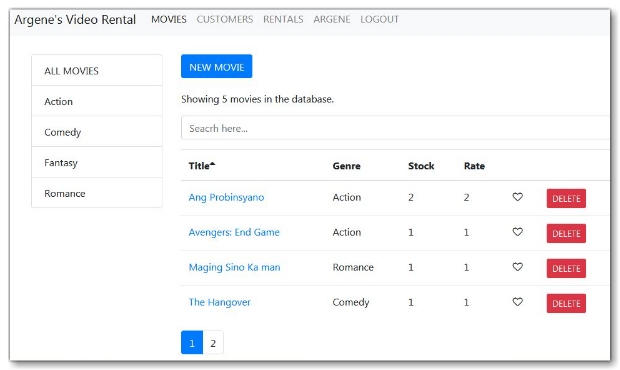 Argene's Video Rental MOVIES CUSTOMERS RENTALS ARGENE LOGOUT
ALL MOVIES
Action
Comedy
Fantasy
Romance
NEW MOVIE
Showing 5 movies in the database.
Seacrh here...
Title Genre Stock Rate
Ang Probinsyano Action 2 2 DELETE
Avengers: End Game Action 1 1 DELETE
Maging Sino Ka man Romance 1 1 DELETE
The Hangover Comedy 1 1 DELETE
1 2